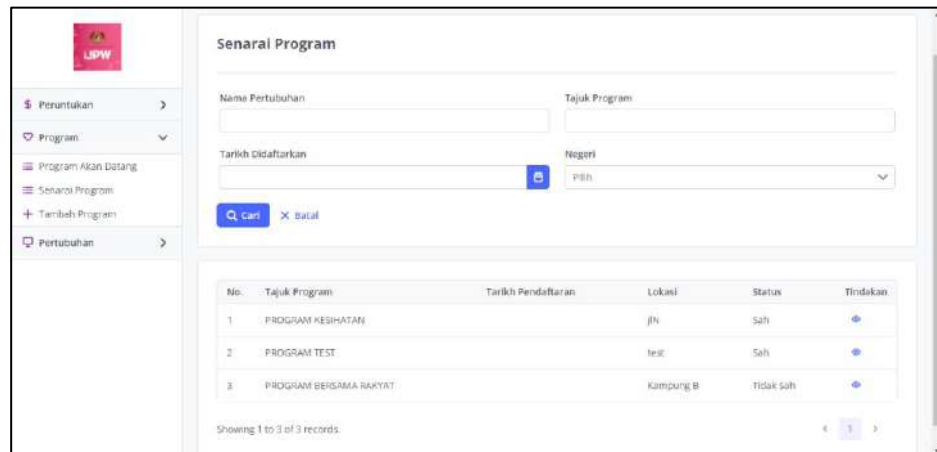 Senarai Program
Nama Pertubuhan
Tajuk Program
Tarikh Didaftarkan
Negeri
Pilih
Cari
Batal
Peruntukan
Program
Program Akan Datang
Senarai Program
Tambah Program
Pertubuhan
No. Tajuk Program Tarikh Pendaftaran Lokasi Status Tindakan
1 PROGRAM KESIHATAN jlN Sah
2 PROGRAM TEST test Sah
3 PROGRAM BERSAMA RAKYAT Kampung B Tidak Sah
Showing 1 to 3 of 3 records.
1